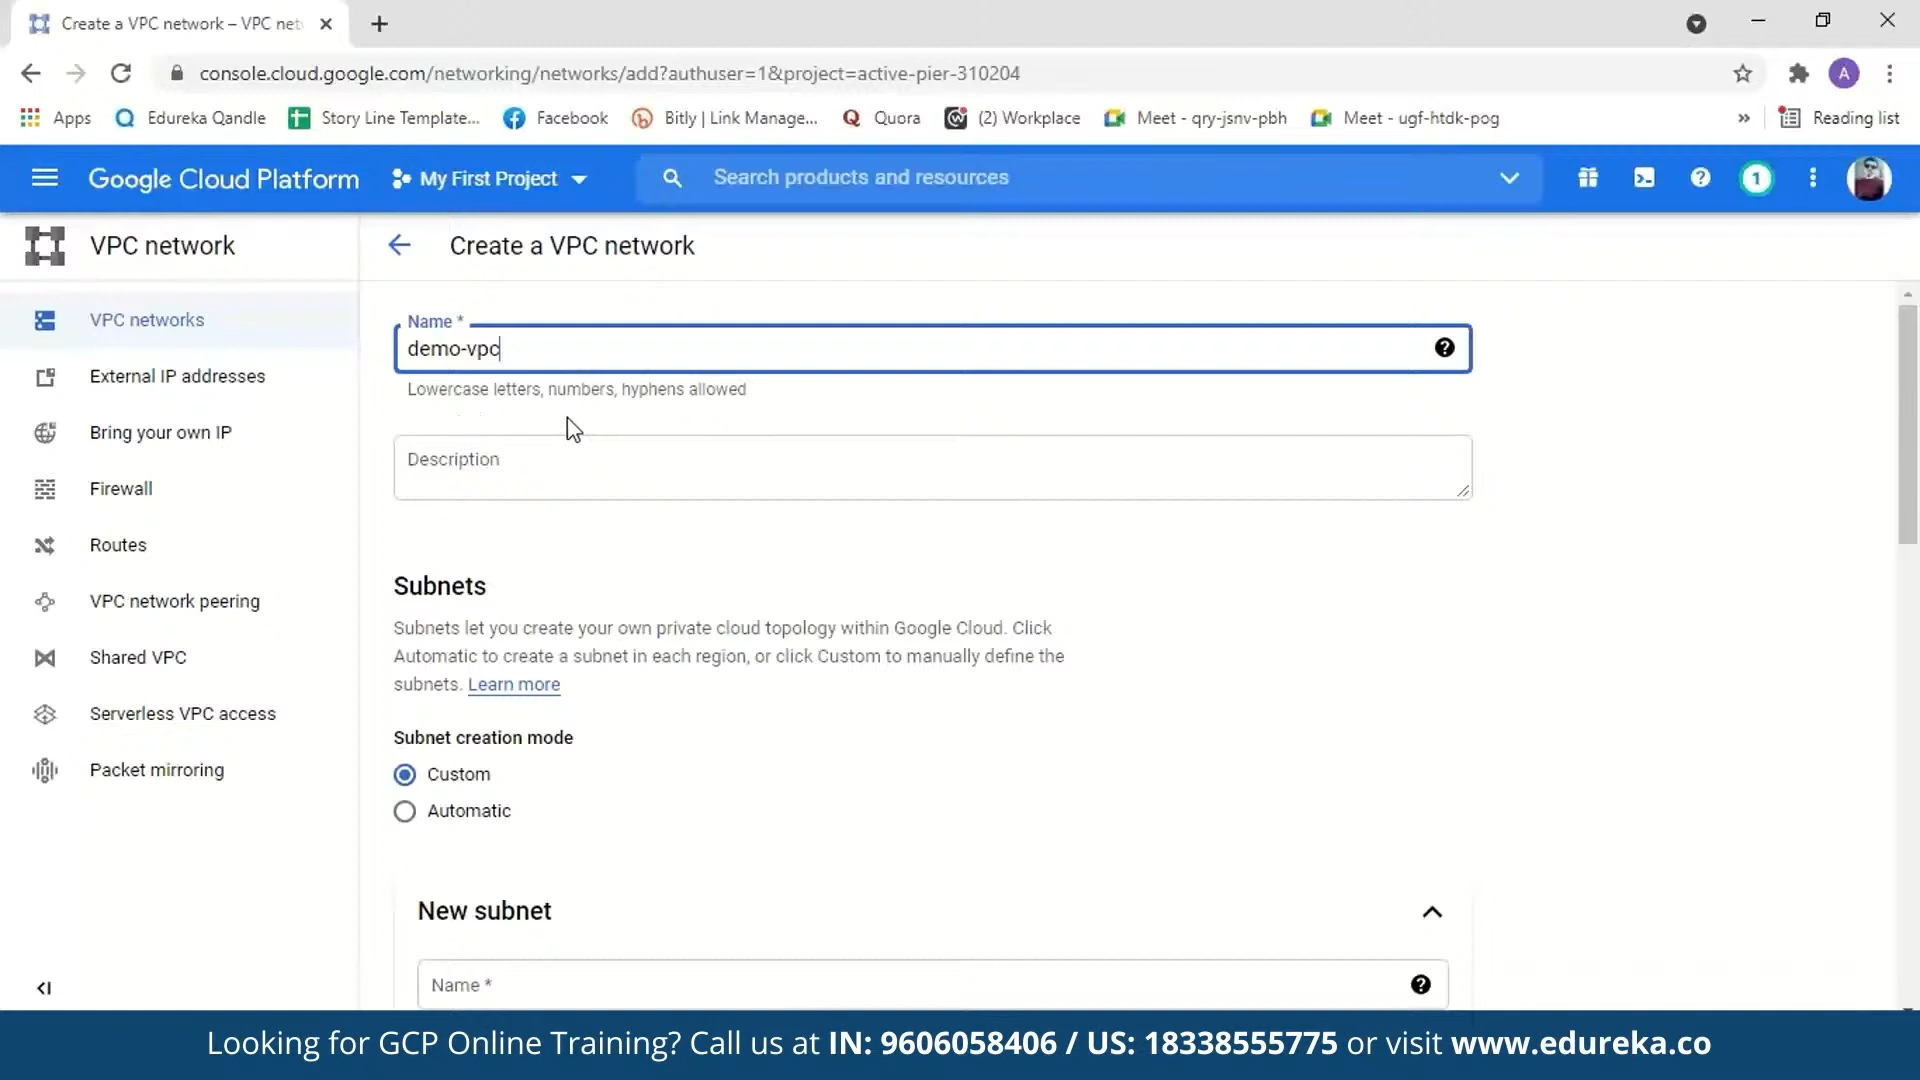 Create a VPC network – VPC net
console.cloud.google.com/networking/networks/add?authuser=1&project=active-pier-310204
A
Apps
Edureka Qandle
Story Line Template...
Facebook
Bitly | Link Manage...
Quora
(2) Workplace
Meet - qry-jsnv-pbh
Meet - ugf-htdk-pog
»
Reading list
Google Cloud Platform
My First Project
Search products and resources
1
VPC network
Create a VPC network
VPC networks
External IP addresses
Bring your own IP
Firewall
Routes
VPC network peering
Shared VPC
Serverless VPC access
Packet mirroring
Name *
demo-vpc
Lowercase letters, numbers, hyphens allowed
Description
Subnets
Subnets let you create your own private cloud topology within Google Cloud. Click
Automatic to create a subnet in each region, or click Custom to manually define the
subnets. Learn more
Subnet creation mode
Custom
Automatic
New subnet
Name *
Looking for GCP Online Training? Call us at IN: 9606058406 / US: 18338555775 or visit www.edureka.co